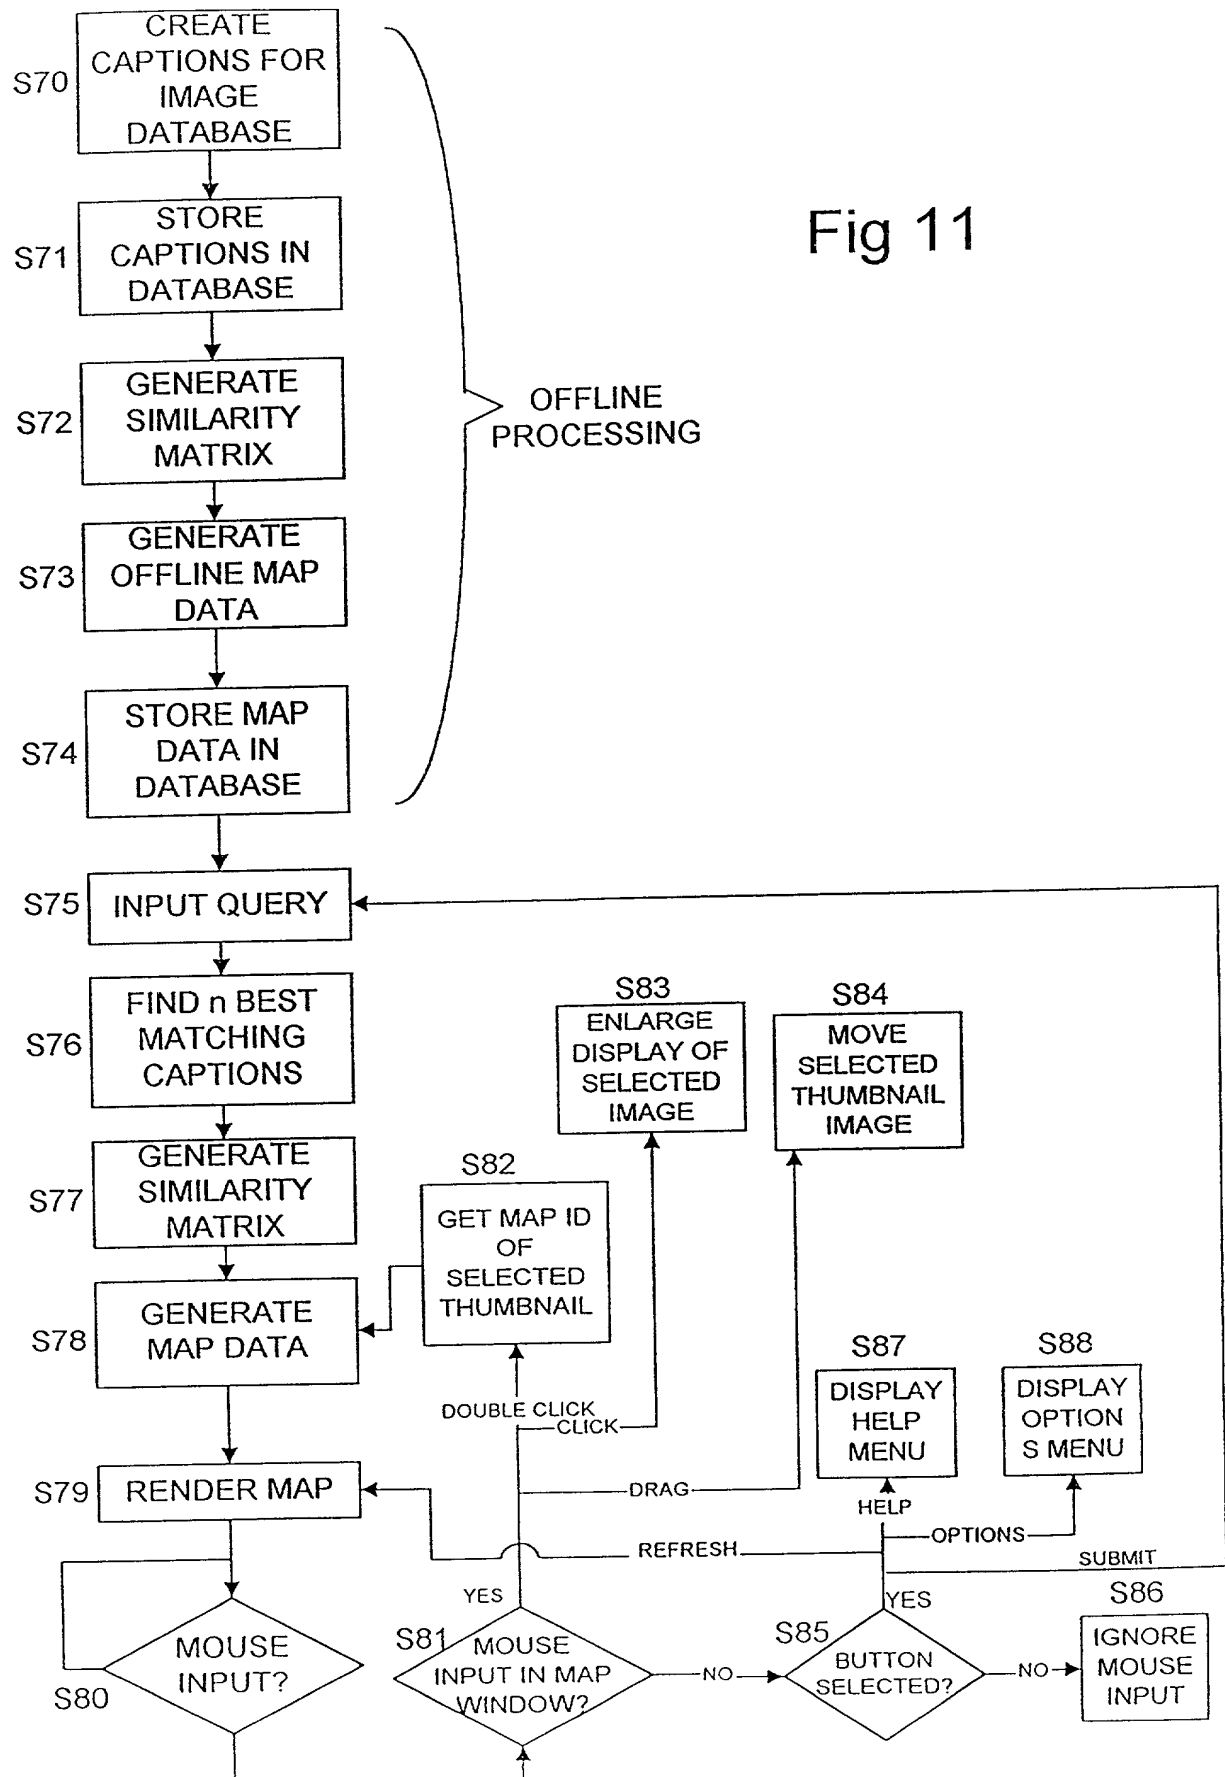 CREATE
CAPTIONS FOR
IMAGE
DATABASE
S70
STORE
CAPTIONS IN
DATABASE
S71
Fig 11
GENERATE
SIMILARITY
MATRIX
S72
OFFLINE
PROCESSING
GENERATE
OFFLINE MAP
DATA
S73
STORE MAP
DATA IN
DATABASE
S74
S75
INPUT QUERY
FIND n BEST
MATCHING
CAPTIONS
S76
S83
ENLARGE
DISPLAY OF
SELECTED
IMAGE
S84
MOVE
SELECTED
THUMBNAIL
IMAGE
GENERATE
SIMILARITY
MATRIX
S77
S82
GET MAP ID
OF
SELECTED
THUMBNAIL
GENERATE
MAP DATA
S78
S87
DISPLAY
HELP
MENU
S88
DISPLAY
OPTION
S MENU
DOUBLE CLICK
CLICK
S79
RENDER MAP
DRAG
HELP
OPTIONS
REFRESH
SUBMIT
YES
YES
S86
IGNORE
MOUSE
INPUT
MOUSE
INPUT?
S80
S81
MOUSE
INPUT IN MAP
WINDOW?
NO
S85
BUTTON
SELECTED?
NO